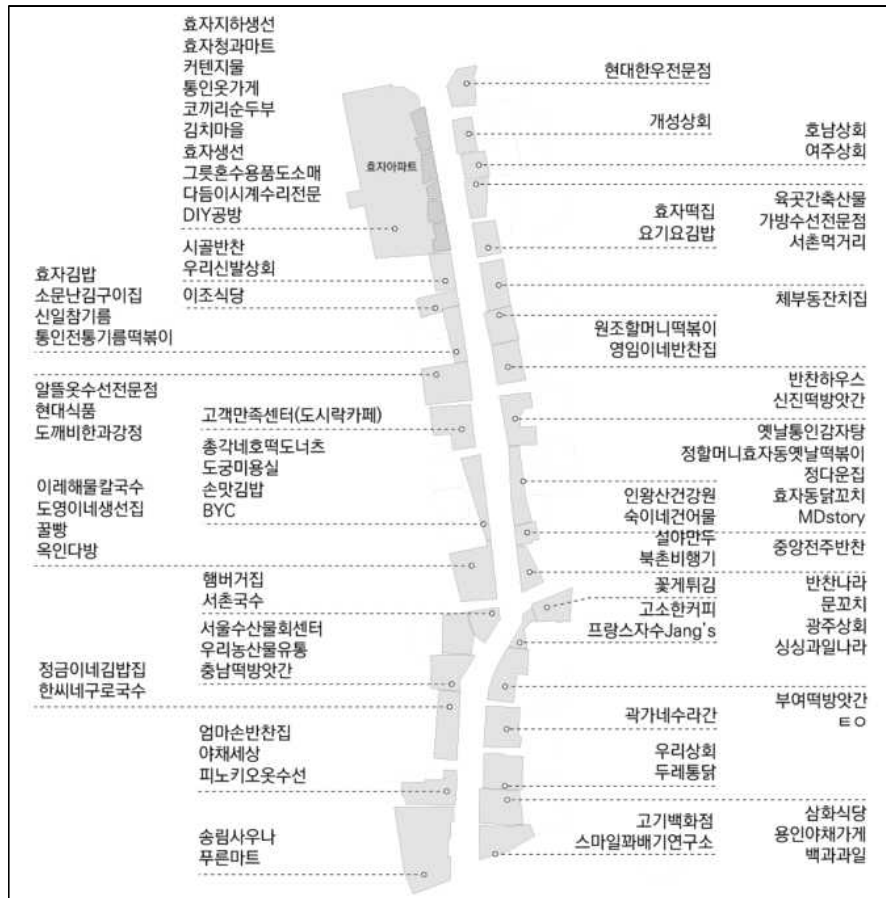 효자지하생선
효자청과마트
커텐지물
통인옷가게
코끼리순두부
김치마을
효자생선
그릇혼수용품도소매
다듬이시계수리전문
DIY공방
효자아파트
시골반찬
우리신발상회
이조식당
효자김밥
소문난김구이집
신일참기름
통인전통기름떡볶이
알뜰옷수선전문점
현대식품
도깨비한과강정
고객만족센터(도시락카페)
총각네호떡도너츠
도궁미용실
손맛김밥
BYC
이레해물칼국수
도영이네생선집
꿀빵
옥인다방
햄버거집
서촌국수
서울수산물회센터
우리농산물유통
충남떡방앗간
정금이네김밥집
한씨네구로국수
엄마손반찬집
야채세상
피노키오옷수선
송림사우나
푸른마트
현대한우전문점
개성상회
호남상회
여주상회
육곳간축산물
가방수선전문점
서촌먹거리
효자떡집
요기요김밥
체부동잔치집
원조할머니떡볶이
영임이네반찬집
반찬하우스
신진떡방앗간
옛날통인감자탕
정할머니효자동옛날떡볶이
정다운집
효자동닭꼬치
MDstory
인왕산건강원
숙이네건어물
설야만두
북촌비행기
중앙전주반찬
꽃게튀김
고소한커피
프랑스자수Jang's
반찬나라
문꼬치
광주상회
싱싱과일나라
부여떡방앗간
ㅌㅇ
곽가네수라간
우리상회
두레통닭
삼화식당
용인야채가게
백과과일
고기백화점
스마일꽈배기연구소